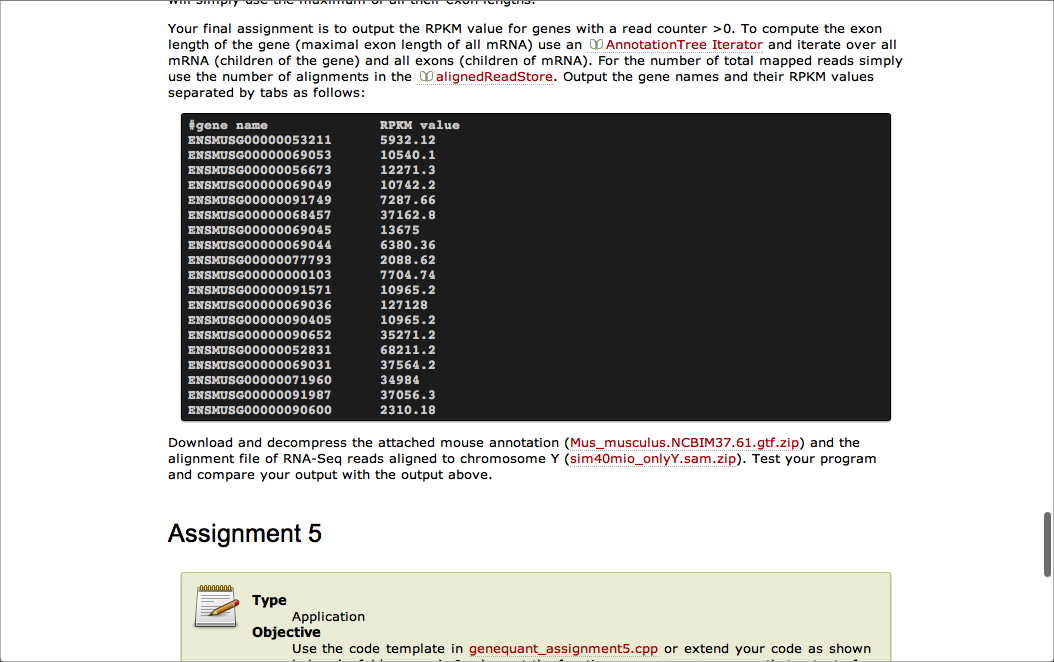 will simply use the maximum of all their exon lengths.
Your final assignment is to output the RPKM value for genes with a read counter >0. To compute the exon
length of the gene (maximal exon length of all mRNA) use an AnnotationTree Iterator and iterate over all
mRNA (children of the gene) and all exons (children of mRNA). For the number of total mapped reads simply
use the number of alignments in the alignedReadStore. Output the gene names and their RPKM values
separated by tabs as follows:
#gene name RPKM value
ENSMUSG00000053211 5932.12
ENSMUSG00000069053 10540.1
ENSMUSG00000056673 12271.3
ENSMUSG00000069049 10742.2
ENSMUSG00000091749 7287.66
ENSMUSG00000068457 37162.8
ENSMUSG00000069045 13675
ENSMUSG00000069044 6380.36
ENSMUSG00000077793 2088.62
ENSMUSG00000000103 7704.74
ENSMUSG00000091571 10965.2
ENSMUSG00000069036 127128
ENSMUSG00000090405 10965.2
ENSMUSG00000090652 35271.2
ENSMUSG00000052831 68211.2
ENSMUSG00000069031 37564.2
ENSMUSG00000071960 34984
ENSMUSG00000091987 37056.3
ENSMUSG00000090600 2310.18
Download and decompress the attached mouse annotation (Mus_musculus.NCBIM37.61.gtf.zip) and the
alignment file of RNA-Seq reads aligned to chromosome Y (sim40mio_onlyY.sam.zip). Test your program
and compare your output with the output above.
Assignment 5
Type
Application
Objective
Use the code template in genequant_assignment5.cpp or extend your code as shown